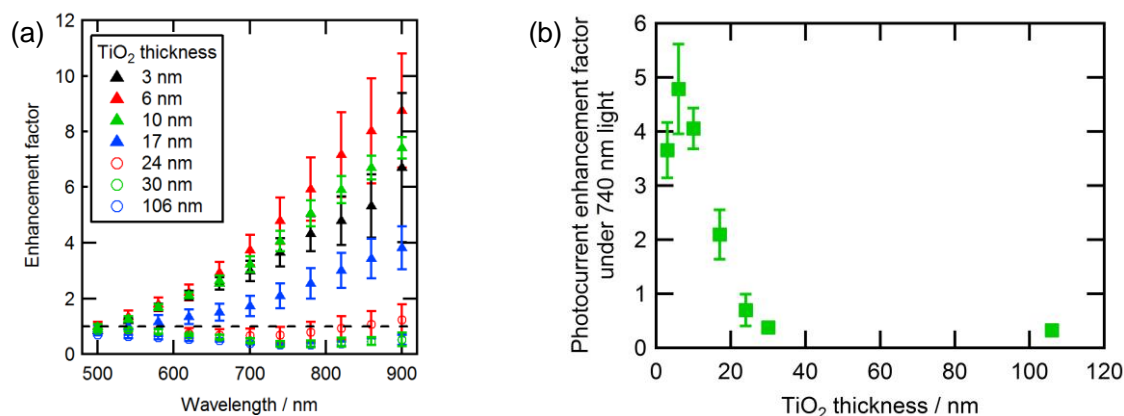 (a)
Enhancement factor
12
10
8
6
4
2
0
TiO2 thickness
3 nm
6 nm
10 nm
17 nm
24 nm
30 nm
106 nm
500 600 700 800 900
Wavelength / nm
(b)
Photocurrent enhancement factor
under 740 nm light
6
5
4
3
2
1
0
0 20 40 60 80 100 120
TiO2 thickness / nm